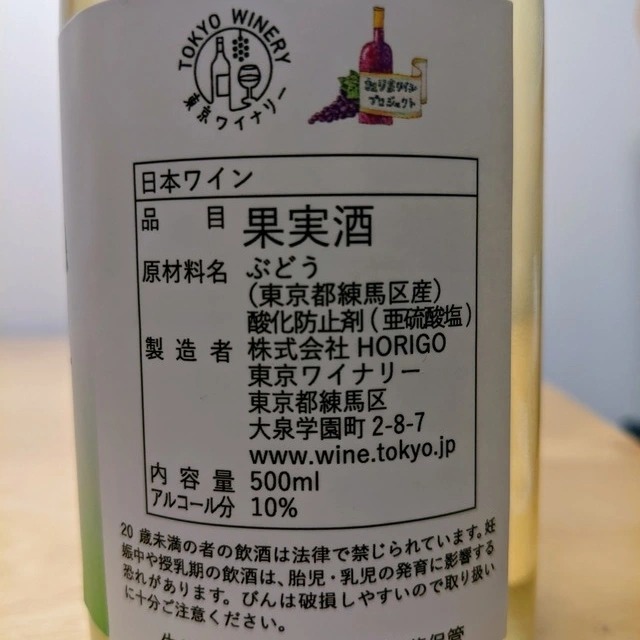 TOKYO WINERY
東京ワイナリー
プロジェクト
日本ワイン
品 目 果実酒
原材料名 ぶどう
(東京都練馬区産)
酸化防止剤(亜硫酸塩)
製造者 株式会社 HORIGO
東京ワイナリー
東京都練馬区
大泉学園町 2-8-7
www.wine.tokyo.jp
内容量 500ml
アルコール分 10%
20 歳未満の者の飲酒は法律で禁じられています。妊
娠中や授乳期の飲酒は、胎児・乳児の発育に影響する
恐れがあります。びんは破損しやすいので取り扱い
に十分ご注意ください。